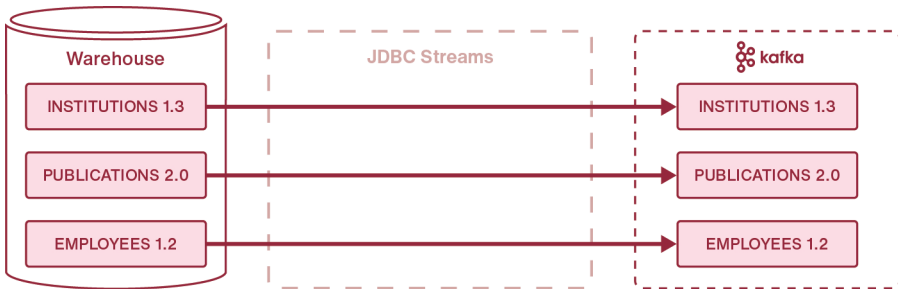 Warehouse
JDBC Streams
kafka
INSTITUTIONS 1.3
INSTITUTIONS 1.3
PUBLICATIONS 2.0
PUBLICATIONS 2.0
EMPLOYEES 1.2
EMPLOYEES 1.2